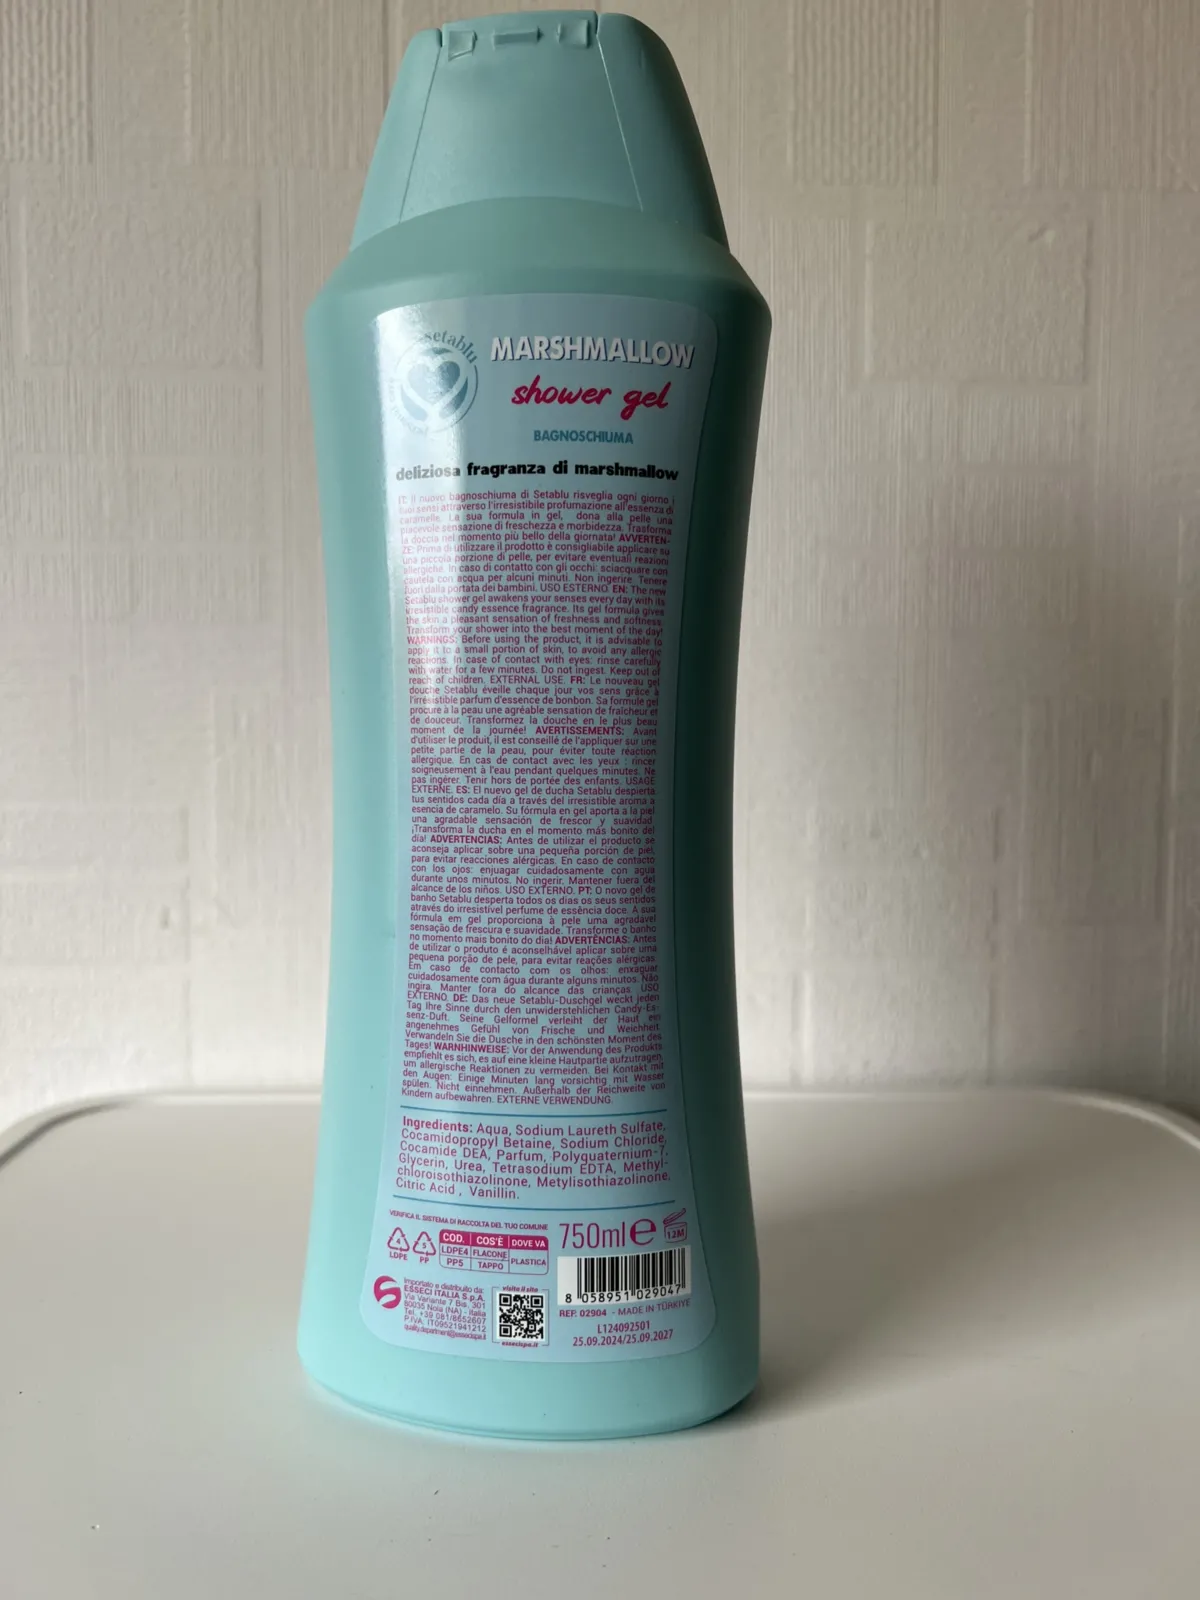 setablu
MARSHMALLOW
shower gel
BAGNOSCHIUMA
deliziosa fragranza di marshmallow
IT: Il nuovo bagnoschiuma di Setablu risveglia ogni giorno i
tuoi sensi attraverso l'irresistibile profumazione all'essenza di
caramelle. La sua formula in gel, dona alla pelle una
piacevole sensazione di freschezza e morbidezza. Trasforma
la doccia nel momento più bello della giornata! AVVERTEN-
ZE: Prima di utilizzare il prodotto è consigliabile applicare su
una piccola porzione di pelle, per evitare eventuali reazioni
allergiche. In caso di contatto con gli occhi: sciacquare con
cautela con acqua per alcuni minuti. Non ingerire. Tenere
fuori dalla portata dei bambini. USO ESTERNO. EN: The new
Setablu shower gel awakens your senses every day with its
irresistible candy essence fragrance. Its gel formula gives
the skin a pleasant sensation of freshness and softness.
Transform your shower into the best moment of the day!
WARNINGS: Before using the product, it is advisable to
apply it to a small portion of skin, to avoid any allergic
reactions. In case of contact with eyes: rinse carefully
with water for a few minutes. Do not ingest. Keep out of
reach of children. EXTERNAL USE. FR: Le nouveau gel
douche Setablu éveille chaque jour vos sens grâce à
l'irrésistible parfum d'essence de bonbon. Sa formule gel
procure à la peau une agréable sensation de fraîcheur et
de douceur. Transformez la douche en le plus beau
moment de la journée! AVERTISSEMENTS: Avant
d'utiliser le produit, il est conseillé de l'appliquer sur une
petite partie de la peau, pour éviter toute réaction
allergique. En cas de contact avec les yeux : rincer
soigneusement à l'eau pendant quelques minutes. Ne
pas ingérer. Tenir hors de portée des enfants. USAGE
EXTERNE. ES: El nuevo gel de ducha Setablu despierta
tus sentidos cada día a través del irresistible aroma a
esencia de caramelo. Su fórmula en gel aporta a la piel
una agradable sensación de frescor y suavidad.
¡Transforma la ducha en el momento más bonito del
día! ADVERTENCIAS: Antes de utilizar el producto se
aconseja aplicar sobre una pequeña porción de piel,
para evitar reacciones alérgicas. En caso de contacto
con los ojos: enjuagar cuidadosamente con agua
durante unos minutos. No ingerir. Mantener fuera del
alcance de los niños. USO EXTERNO. PT: O novo gel de
banho Setablu desperta todos os dias os seus sentidos
através do irresistível perfume de essência doce. A sua
fórmula em gel proporciona à pele uma agradável
sensação de frescura e suavidade. Transforme o banho
no momento mais bonito do dia! ADVERTÊNCIAS: Antes
de utilizar o produto é aconselhável aplicar sobre uma
pequena porção de pele, para evitar reações alérgicas.
Em caso de contacto com os olhos: enxaguar
cuidadosamente com água durante alguns minutos. Não
ingira. Manter fora do alcance das crianças. USO
EXTERNO. DE: Das neue Setablu-Duschgel weckt jeden
Tag Ihre Sinne durch den unwiderstehlichen Candy-Es-
senz-Duft. Seine Gelformel verleiht der Haut ein
angenehmes Gefühl von Frische und Weichheit.
Verwandeln Sie die Dusche in den schönsten Moment des
Tages! WARNHINWEISE: Vor der Anwendung des Produkts
empfiehlt es sich, es auf eine kleine Hautpartie aufzutragen,
um allergische Reaktionen zu vermeiden. Bei Kontakt mit
den Augen: Einige Minuten lang vorsichtig mit Wasser
spülen. Nicht einnehmen. Außerhalb der Reichweite von
Kindern aufbewahren. EXTERNE VERWENDUNG.
Ingredients: Aqua, Sodium Laureth Sulfate,
Cocamidopropyl Betaine, Sodium Chloride,
Cocamide DEA, Parfum, Polyquaternium-7,
Glycerin, Urea, Tetrasodium EDTA, Methyl-
chloroisothiazolinone, Metylisothiazolinone,
Citric Acid , Vanillin.
VERIFICA IL SISTEMA DI RACCOLTA DEL TUO COMUNE
4 LDPE
5 PP
COD. COS'È DOVE VA
LDPE4 FLACONE PLASTICA
PP5 TAPPO
750ml e 12M
Importato e distribuito da:
ESSECI ITALIA S.p.A.
Via Variante 7 Bis, 301
80035 Nola (NA) - Italia
Tel. +39 081/8652607
P.IVA. IT09521941212
quality.department@essecispa.it
visita il sito
essecispa.it
8 058951 029047
REF. 02904 - MADE IN TÜRKIYE
L124092501
25.09.2024/25.09.2027